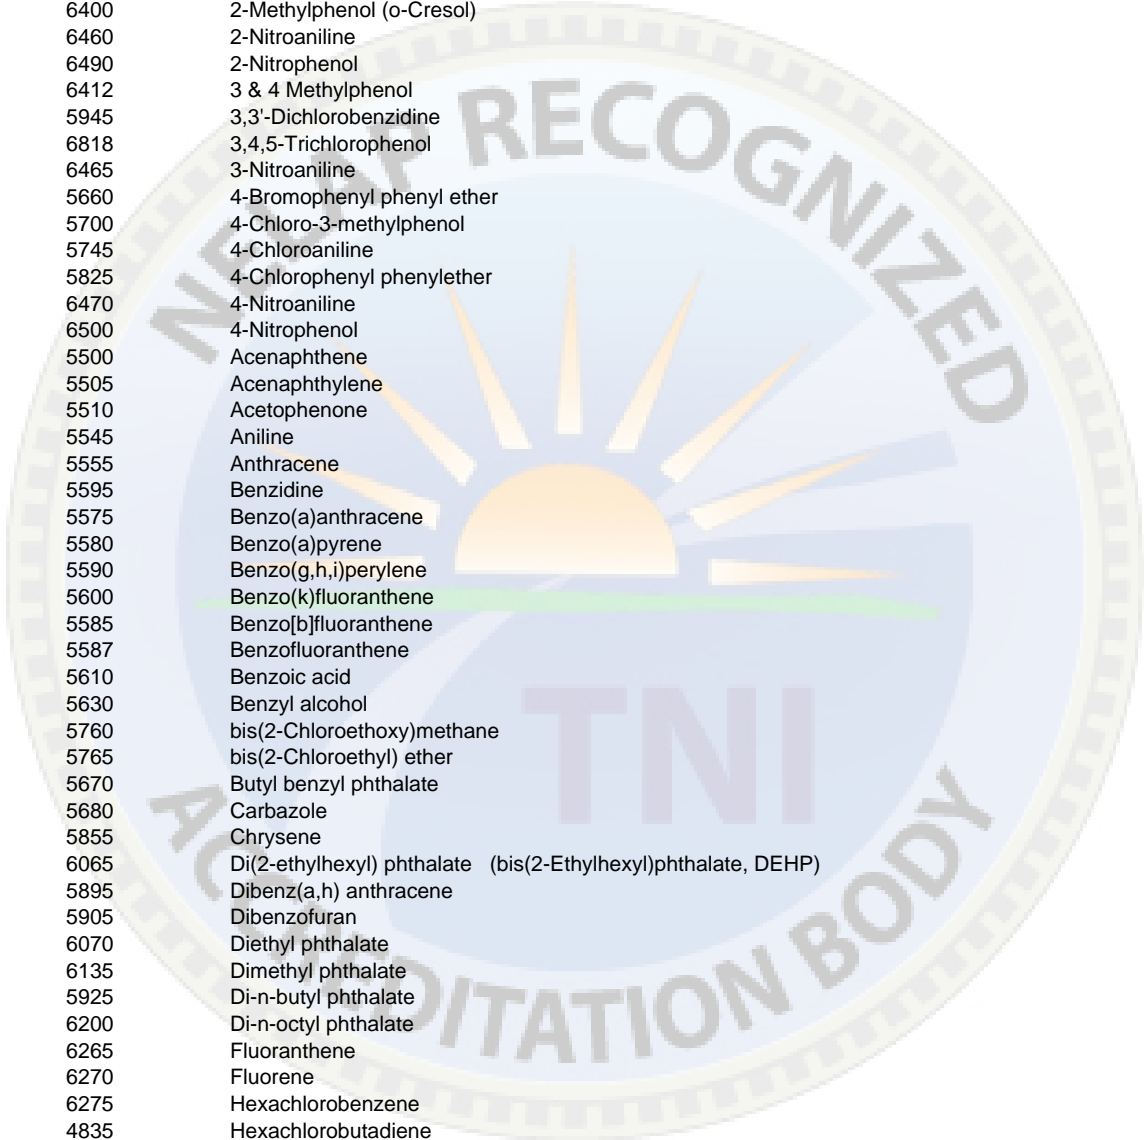 6400 2-Methylphenol (o-Cresol)
6460 2-Nitroaniline
6490 2-Nitrophenol
6412 3 & 4 Methylphenol
5945 3,3'-Dichlorobenzidine
6818 3,4,5-Trichlorophenol
6465 3-Nitroaniline
5660 4-Bromophenyl phenyl ether
5700 4-Chloro-3-methylphenol
5745 4-Chloroaniline
5825 4-Chlorophenyl phenylether
6470 4-Nitroaniline
6500 4-Nitrophenol
5500 Acenaphthene
5505 Acenaphthylene
5510 Acetophenone
5545 Aniline
5555 Anthracene
5595 Benzidine
5575 Benzo(a)anthracene
5580 Benzo(a)pyrene
5590 Benzo(g,h,i)perylene
5600 Benzo(k)fluoranthene
5585 Benzo[b]fluoranthene
5587 Benzofluoranthene
5610 Benzoic acid
5630 Benzyl alcohol
5760 bis(2-Chloroethoxy)methane
5765 bis(2-Chloroethyl) ether
5670 Butyl benzyl phthalate
5680 Carbazole
5855 Chrysene
6065 Di(2-ethylhexyl) phthalate (bis(2-Ethylhexyl)phthalate, DEHP)
5895 Dibenz(a,h) anthracene
5905 Dibenzofuran
6070 Diethyl phthalate
6135 Dimethyl phthalate
5925 Di-n-butyl phthalate
6200 Di-n-octyl phthalate
6265 Fluoranthene
6270 Fluorene
6275 Hexachlorobenzene
4835 Hexachlorobutadiene
NELAP RECOGNIZED
TNI
ACCREDITATION BODY